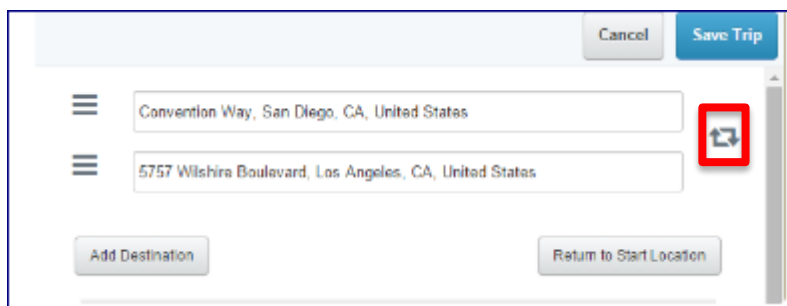 Cancel Save Trip
Convention Way, San Diego, CA, United States
5757 Wilshire Boulevard, Los Angeles, CA, United States
Add Destination Return to Start Location